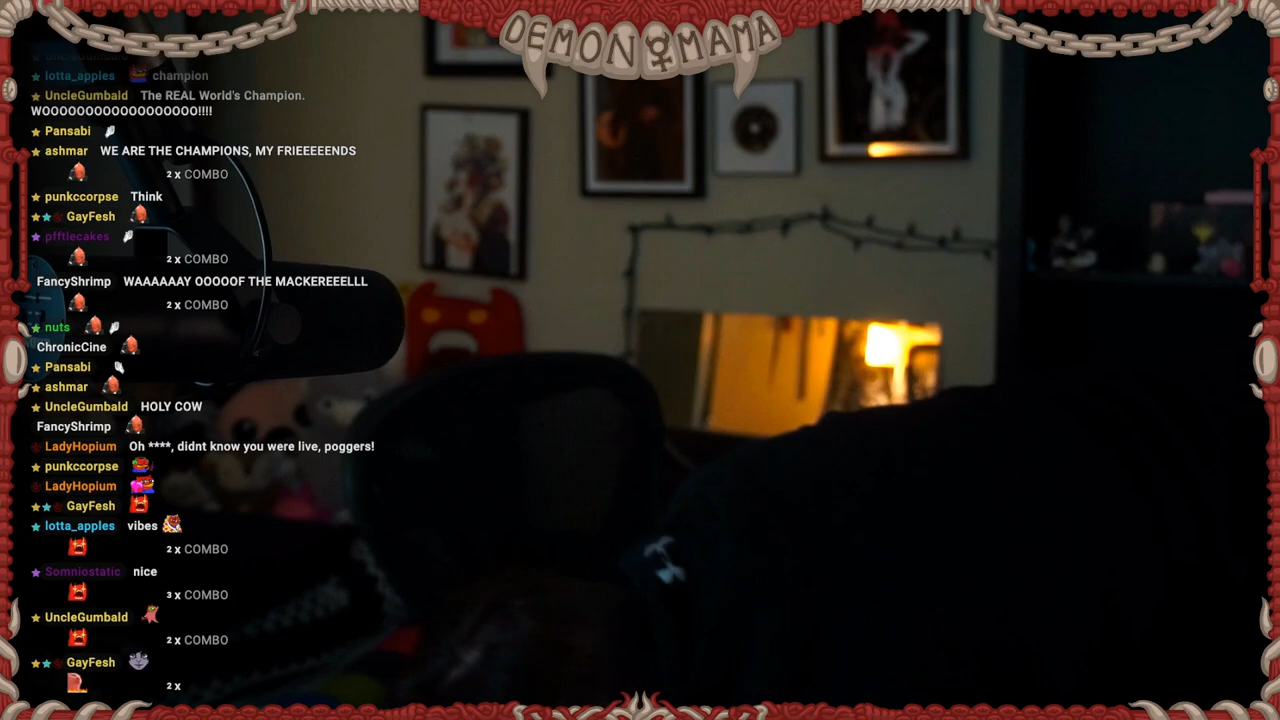 DEMON MAMA
lotta_apples champion
UncleGumbald The REAL World's Champion.
WOOOOOOOOOOOOOOOOOO!!!!
Pansabi
ashmar WE ARE THE CHAMPIONS, MY FRIEEEENDS
2 x COMBO
punkccorpse Think
GayFesh
pfftlecakes
2 x COMBO
FancyShrimp WAAAAAAY OOOOOF THE MACKEREEELLL
2 x COMBO
nuts
ChronicCine
Pansabi
ashmar
UncleGumbald HOLY COW
FancyShrimp
LadyHopium Oh ****, didnt know you were live, poggers!
punkccorpse
LadyHopium
GayFesh
lotta_apples vibes
2 x COMBO
Somniostatic nice
3 x COMBO
UncleGumbald
2 x COMBO
GayFesh
2 x